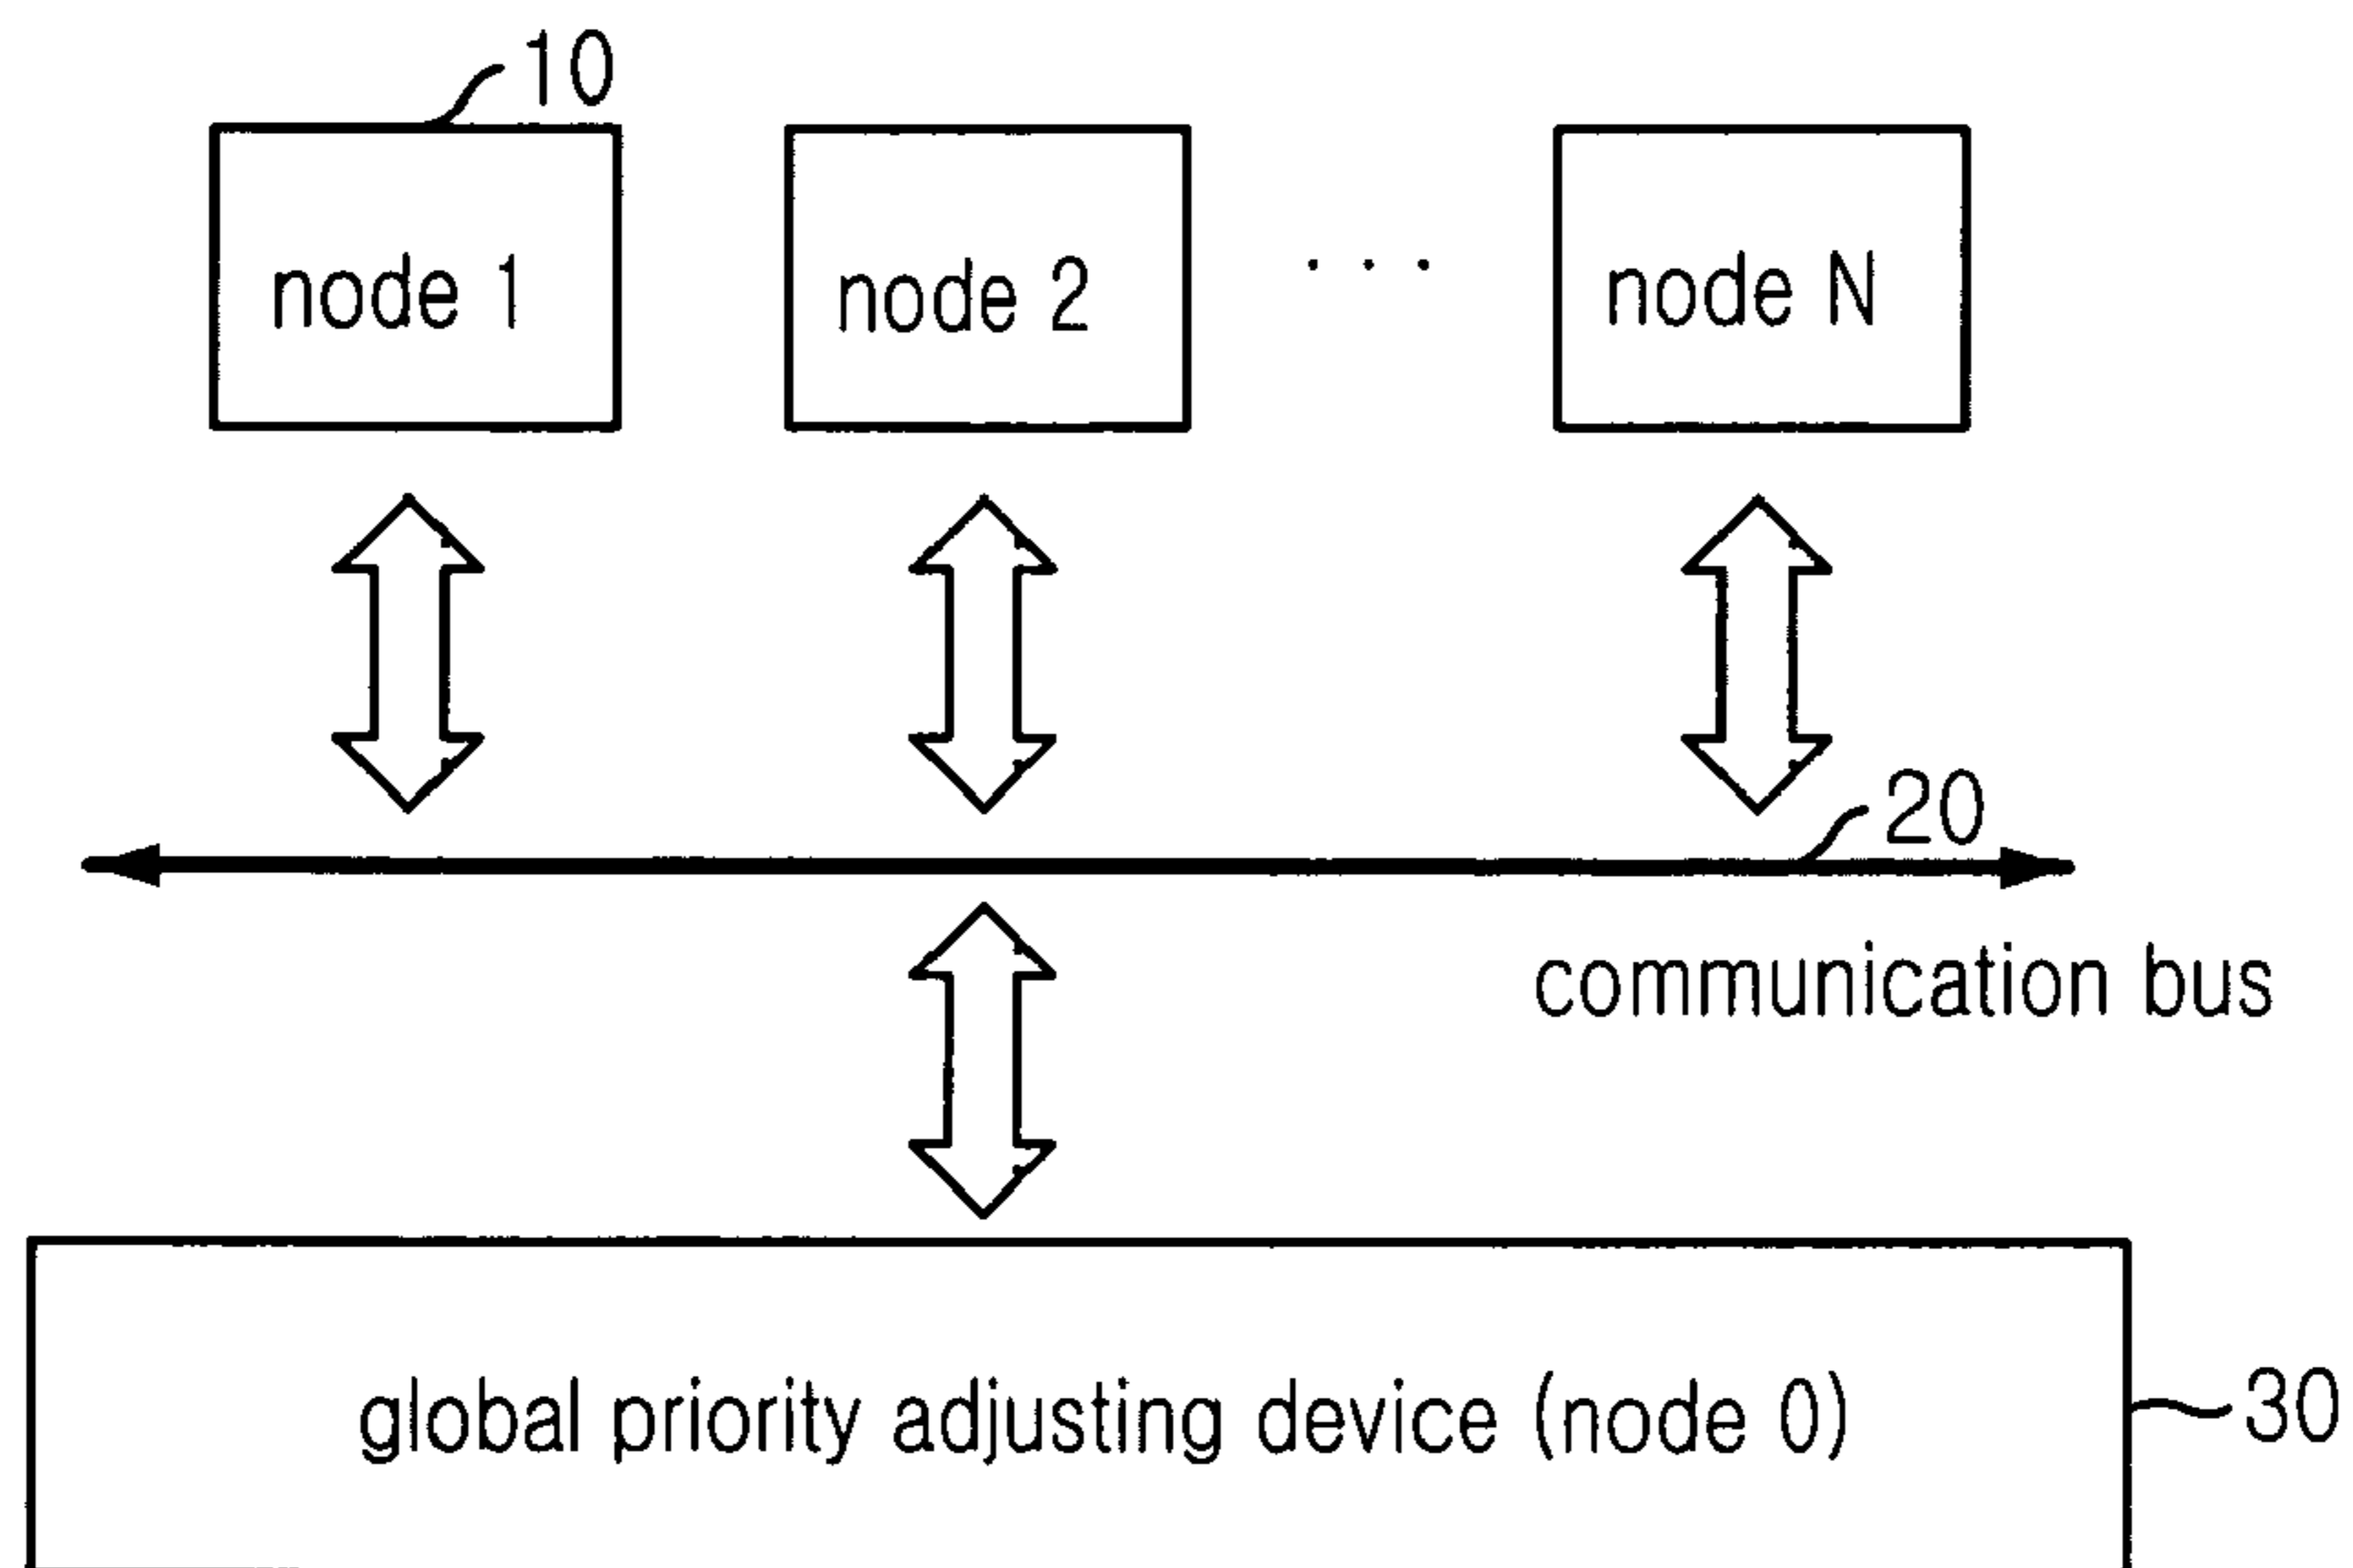 10
node 1
node 2
. . .
node N
20
communication bus
global priority adjusting device (node 0)
30